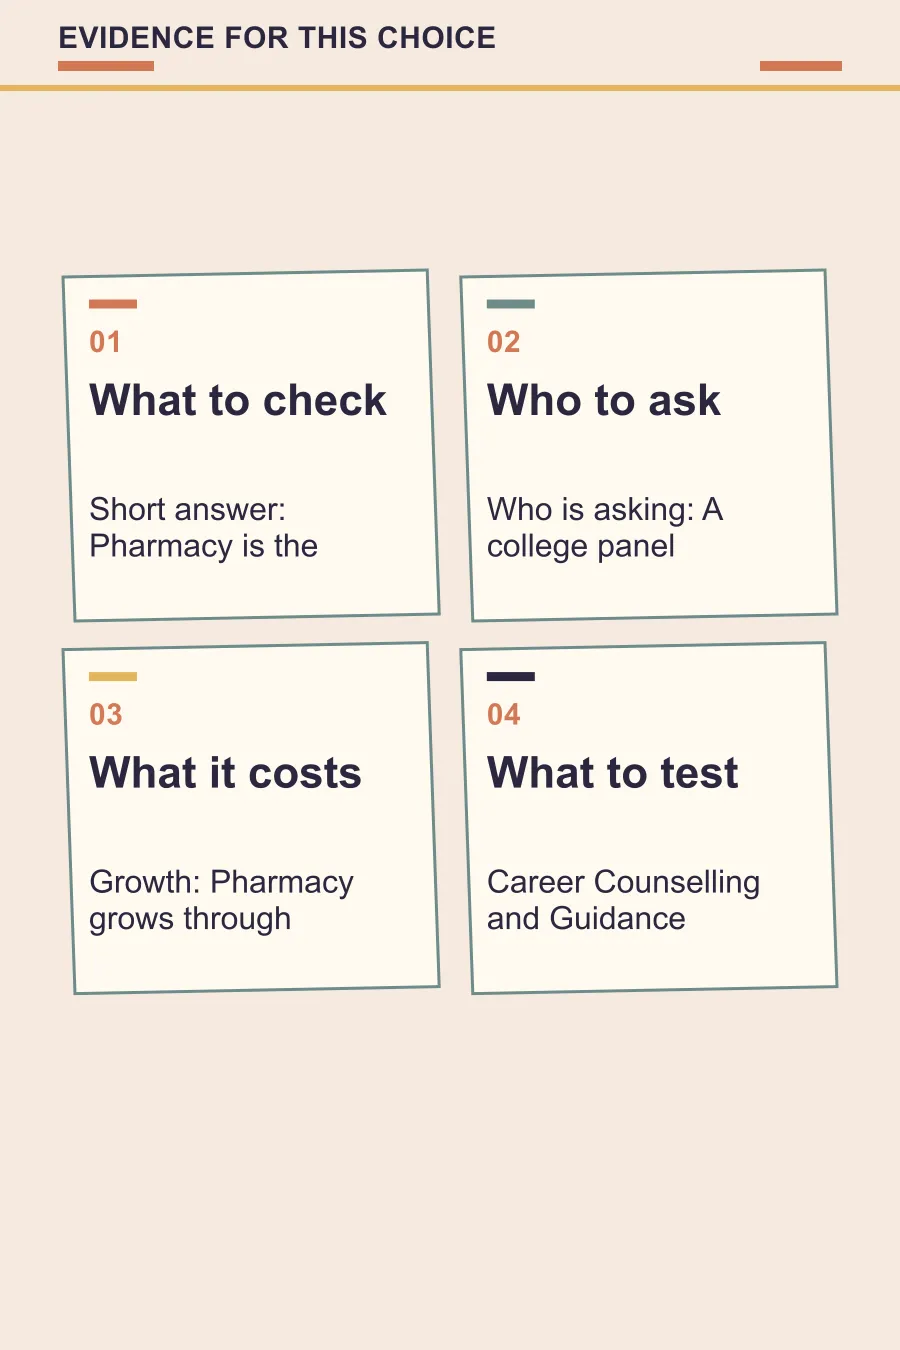 EVIDENCE FOR THIS CHOICE
01
What to check
Short answer:
Pharmacy is the
02
Who to ask
Who is asking: A
college panel
03
What it costs
Growth: Pharmacy
grows through
04
What to test
Career Counselling
and Guidance